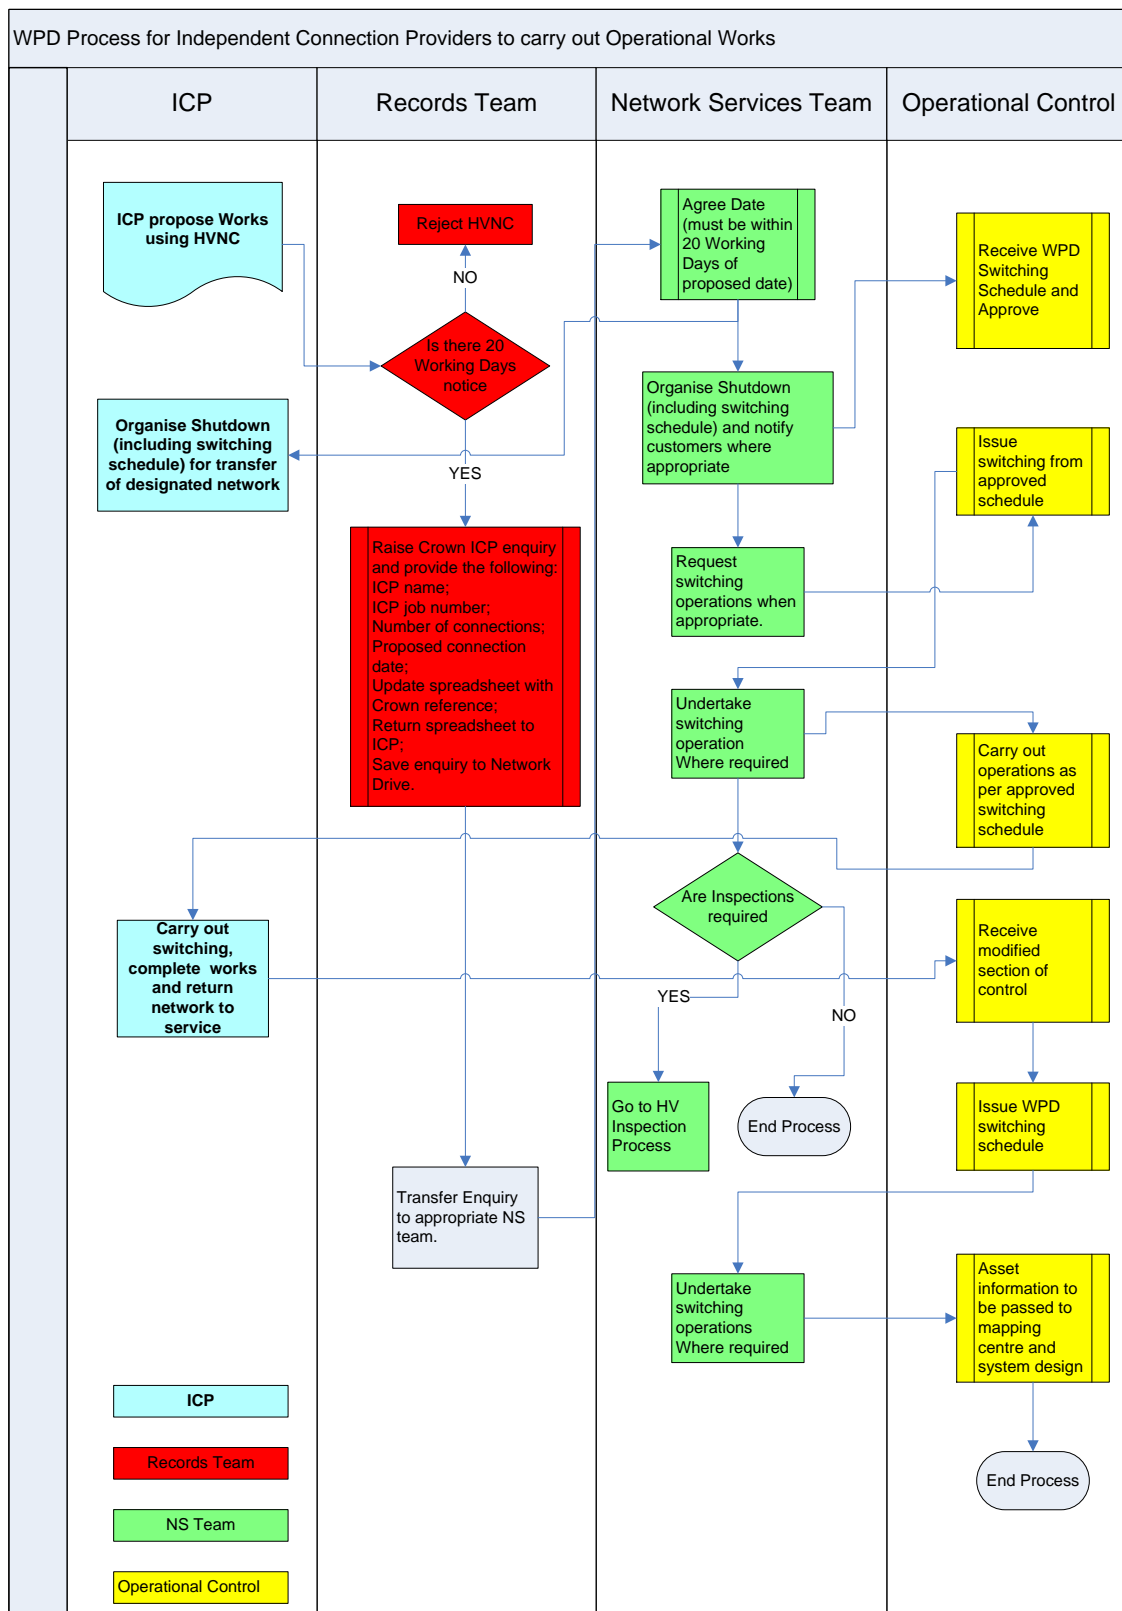 WPD Process for Independent Connection Providers to carry out Operational Works
ICP
Records Team
Network Services Team
Operational Control
ICP propose Works
using HVNC
Reject HVNC
NO
Is there 20
Working Days
notice
YES
Agree Date
(must be within
20 Working
Days of
proposed date)
Receive WPD
Switching
Schedule and
Approve
Organise Shutdown
(including switching
schedule) for transfer
of designated network
Organise Shutdown
(including switching
schedule) and notify
customers where
appropriate
Issue
switching from
approved
schedule
Raise Crown ICP enquiry
and provide the following:
ICP name;
ICP job number;
Number of connections;
Proposed connection
date;
Update spreadsheet with
Crown reference;
Return spreadsheet to
ICP;
Save enquiry to Network
Drive.
Request
switching
operations when
appropriate.
Undertake
switching
operation
Where required
Carry out
operations as
per approved
switching
schedule
Are Inspections
required
YES
NO
Carry out
switching,
complete works
and return
network to
service
Receive
modified
section of
control
Go to HV
Inspection
Process
End Process
Issue WPD
switching
schedule
Transfer Enquiry
to appropriate NS
team.
Undertake
switching
operations
Where required
Asset
information to
be passed to
mapping
centre and
system design
End Process
ICP
Records Team
NS Team
Operational Control